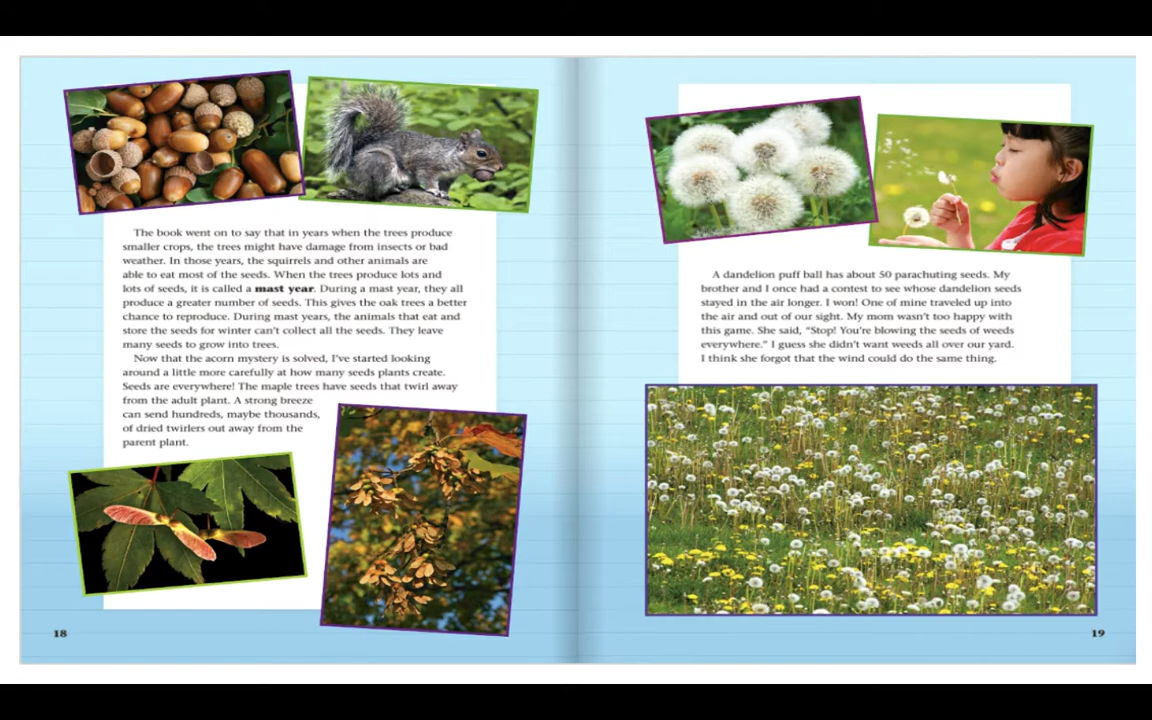 The book went on to say that in years when the trees produce
smaller crops, the trees might have damage from insects or bad
weather. In those years, the squirrels and other animals are
able to eat most of the seeds. When the trees produce lots and
lots of seeds, it is called a mast year. During a mast year, they all
produce a greater number of seeds. This gives the oak trees a better
chance to reproduce. During mast years, the animals that eat and
store the seeds for winter can't collect all the seeds. They leave
many seeds to grow into trees.
Now that the acorn mystery is solved, I've started looking
around a little more carefully at how many seeds plants create.
Seeds are everywhere! The maple trees have seeds that twirl away
from the adult plant. A strong breeze
can send hundreds, maybe thousands,
of dried twirlers out away from the
parent plant.
18
A dandelion puff ball has about 50 parachuting seeds. My
brother and I once had a contest to see whose dandelion seeds
stayed in the air longer. I won! One of mine traveled up into
the air and out of our sight. My mom wasn't too happy with
this game. She said, "Stop! You're blowing the seeds of weeds
everywhere." I guess she didn't want weeds all over our yard.
I think she forgot that the wind could do the same thing.
19